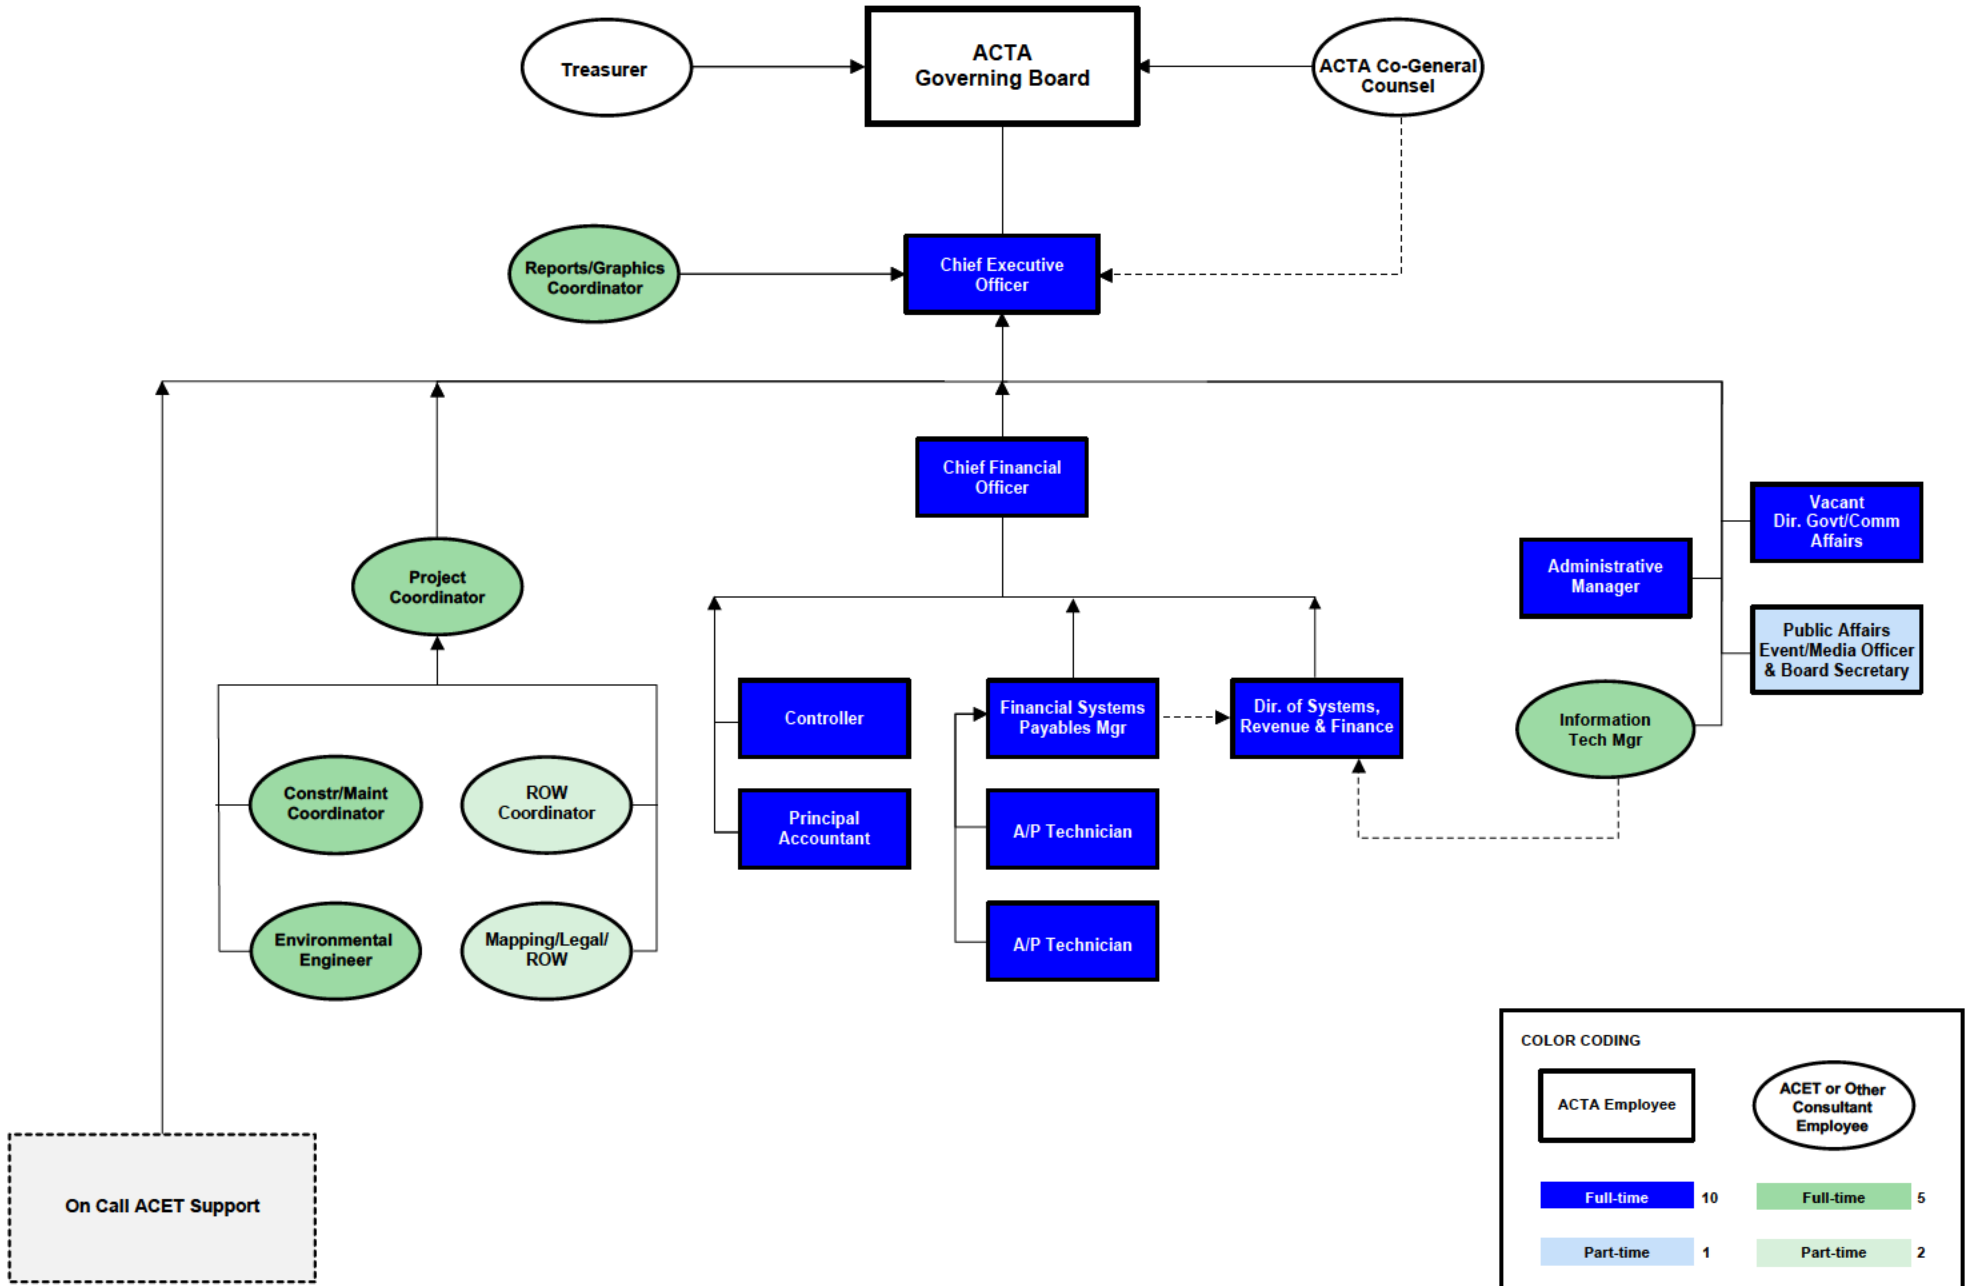 Treasurer
ACTA
Governing Board
ACTA Co-General
Counsel
Reports/Graphics
Coordinator
Chief Executive
Officer
Chief Financial
Officer
Vacant
Dir. Govt/Comm
Affairs
Administrative
Manager
Project
Coordinator
Public Affairs
Event/Media Officer
& Board Secretary
Controller
Financial Systems
Payables Mgr
Dir. of Systems,
Revenue & Finance
Information
Tech Mgr
Constr/Maint
Coordinator
ROW
Coordinator
Principal
Accountant
A/P Technician
Environmental
Engineer
Mapping/Legal/
ROW
A/P Technician
On Call ACET Support
COLOR CODING
ACTA Employee
ACET or Other
Consultant
Employee
Full-time 10
Full-time 5
Part-time 1
Part-time 2